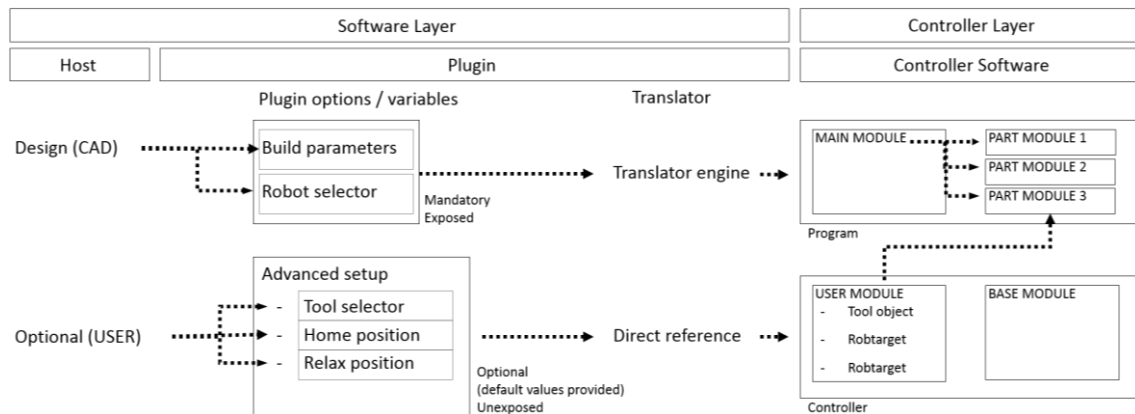 Software Layer
Controller Layer
Host
Plugin
Controller Software
Plugin options / variables
Translator
Design (CAD)
Build parameters
Robot selector
Mandatory
Exposed
Translator engine
MAIN MODULE
PART MODULE 1
PART MODULE 2
PART MODULE 3
Program
Optional (USER)
Advanced setup
- Tool selector
- Home position
- Relax position
Optional
(default values provided)
Unexposed
Direct reference
USER MODULE
- Tool object
- Robtarget
- Robtarget
BASE MODULE
Controller